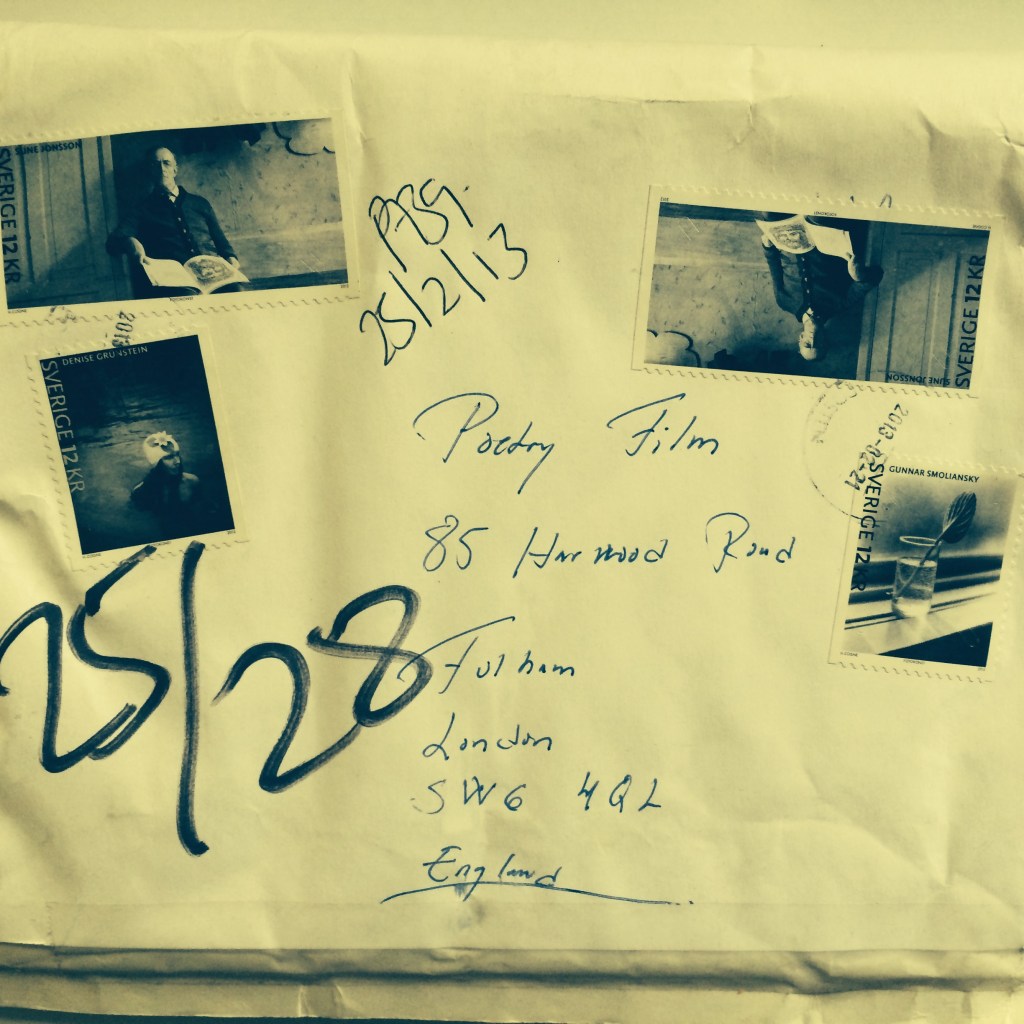 SUNE JONSSON
SVERIGE 12 KR
25/2/13
SUNE JONSSON
SVERIGE 12 KR
2013
DENISE GRÜNSTEIN
SVERIGE 12 KR
2013-02-21
GUNNAR SMOLIANSKY
SVERIGE 12 KR
Poetry Film
85 Harwood Road
25/28
Fulham
London
SW6 4QL
England